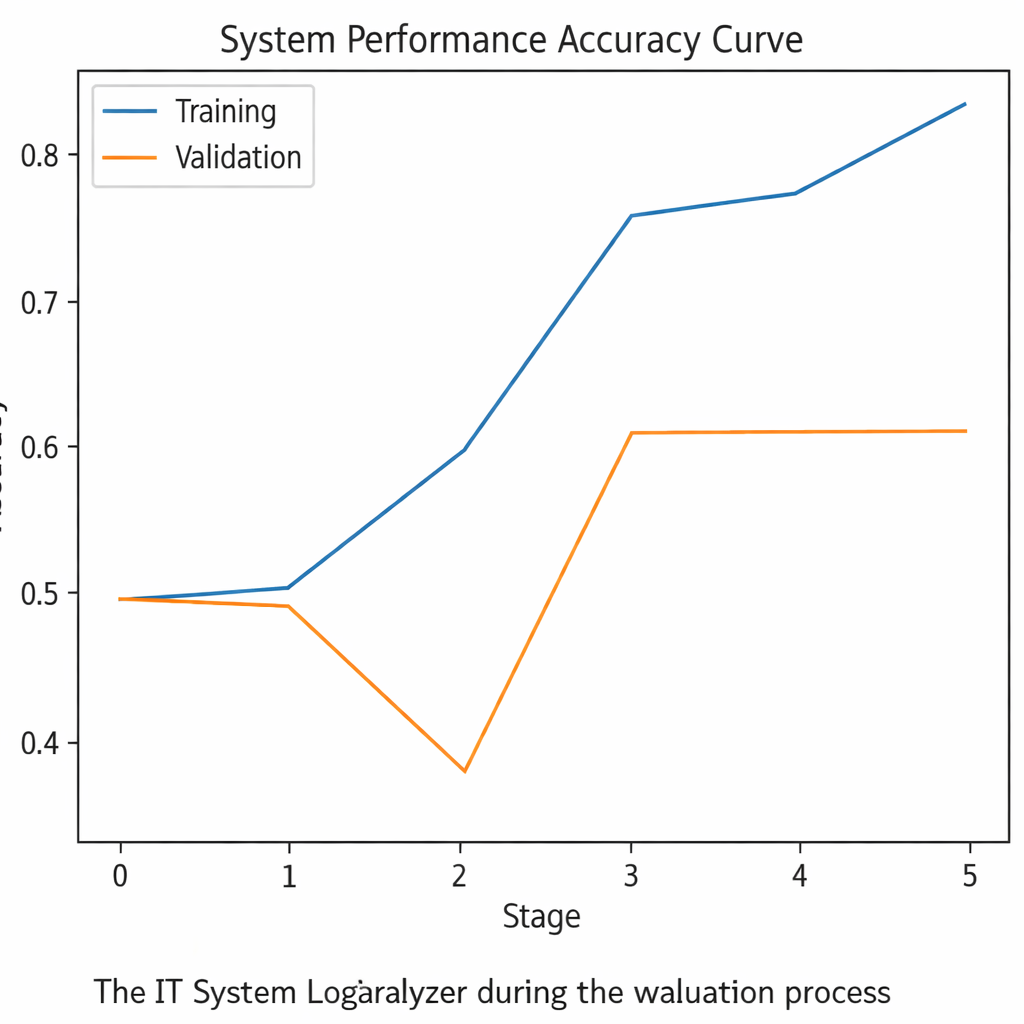 System Performance Accuracy Curve
Training
Validation
0.8
0.7
0.6
0.5
0.4
0 1 2 3 4 5
Stage
The IT System Logaralyzer during the waluation process